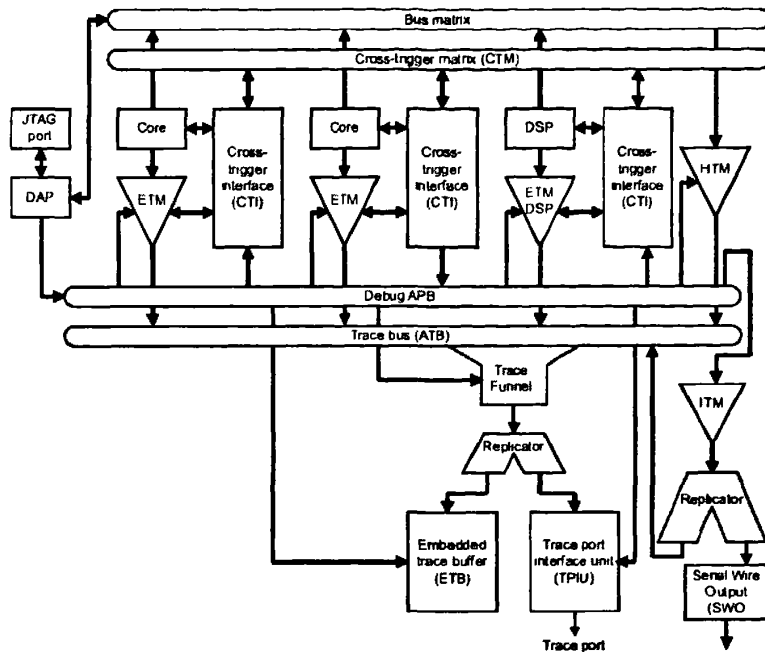 Bus matrix
Cross-trigger matrix (CTM)
JTAG
port
Core
Cross-
trigger
interface
(CTI)
Core
Cross-
trigger
interface
(CTI)
DSP
Cross-
trigger
interface
(CTI)
HTM
DAP
ETM
ETM
ETM
DSP
Debug APB
Trace bus (ATB)
Trace
Funnel
ITM
Replicator
Replicator
Embedded
trace buffer
(ETB)
Trace port
interface unit
(TPIU)
Serial Wire
Output
(SWO
Trace port